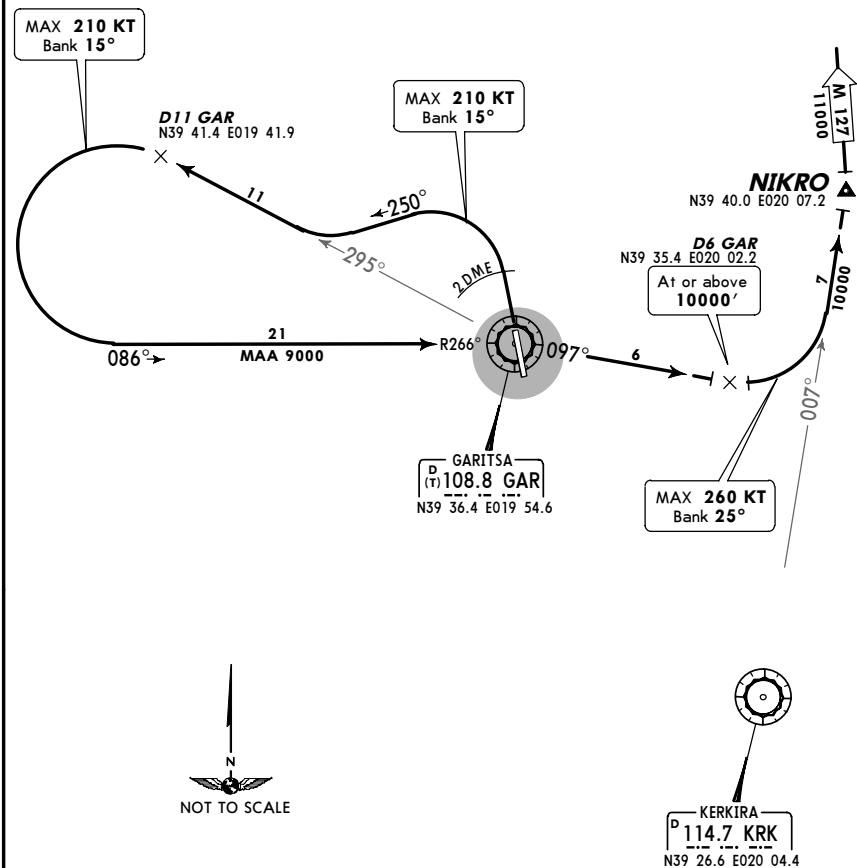 MAX 210 KT
Bank 15°
D11 GAR
N39 41.4 E019 41.9
MAX 210 KT
Bank 15°
M 127
11000
NIKRO
N39 40.0 E020 07.2
11
250°
295°
2 DME
D6 GAR
N39 35.4 E020 02.2
At or above
10000'
7
10000
21
086°
MAA 9000
R266°
097°
6
007°
GARITSA
D
(T) 108.8 GAR
N39 36.4 E019 54.6
MAX 260 KT
Bank 25°
N
NOT TO SCALE
KERKIRA
D 114.7 KRK
N39 26.6 E020 04.4